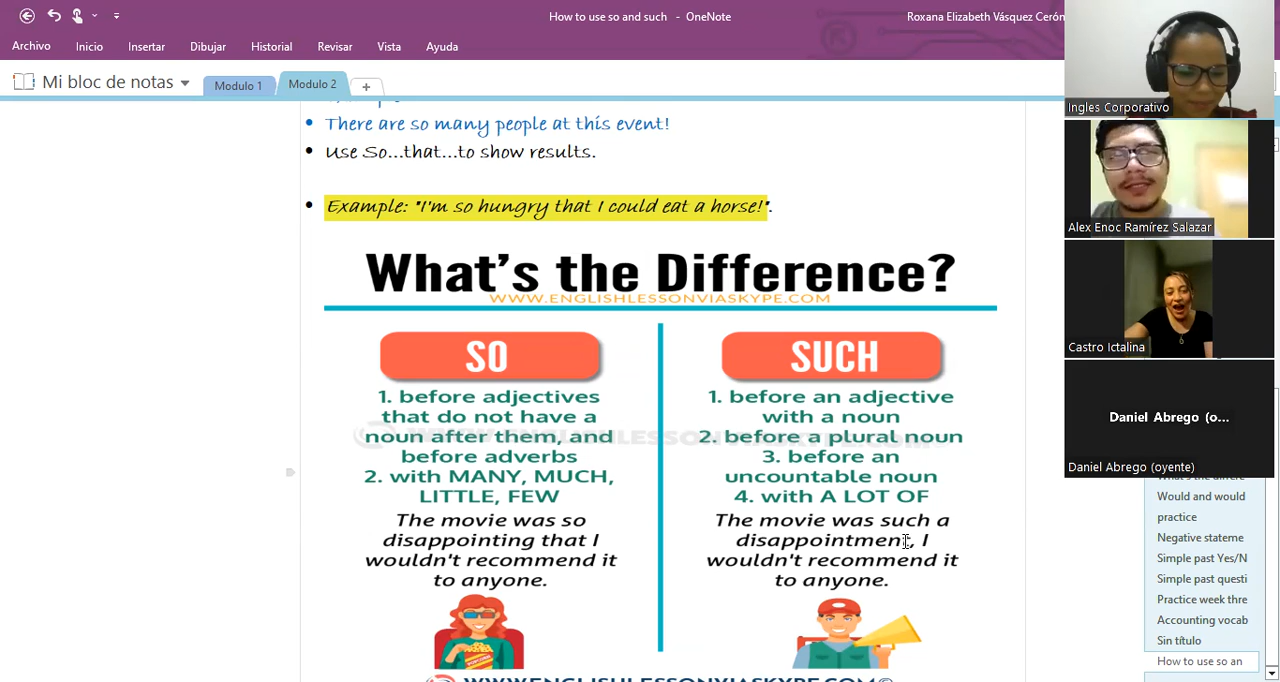 How to use so and such - OneNote
Roxana Elizabeth Vásquez Cerón
Archivo Inicio Insertar Dibujar Historial Revisar Vista Ayuda
Mi bloc de notas Modulo 1 Modulo 2 +
• There are so many people at this event!
• Use So...that...to show results.
• Example: "I'm so hungry that I could eat a horse!".
What's the Difference?
WWW.ENGLISHLESSONVIASKYPE.COM
SO
1. before adjectives
that do not have a
noun after them, and
before adverbs
2. with MANY, MUCH,
LITTLE, FEW
The movie was so
disappointing that I
wouldn't recommend it
to anyone.
SUCH
1. before an adjective
with a noun
2. before a plural noun
3. before an
uncountable noun
4. with A LOT OF
The movie was such a
disappointment, I
wouldn't recommend it
to anyone.
WWW.ENGLISHLESSONVIASKYPE.COM©
Ingles Corporativo
Alex Enoc Ramírez Salazar
Castro Ictalina
Daniel Abrego (o...
Daniel Abrego (oyente)
What's the differe
Would and would
practice
Negative stateme
Simple past Yes/N
Simple past questi
Practice week thre
Accounting vocab
Sin título
How to use so an